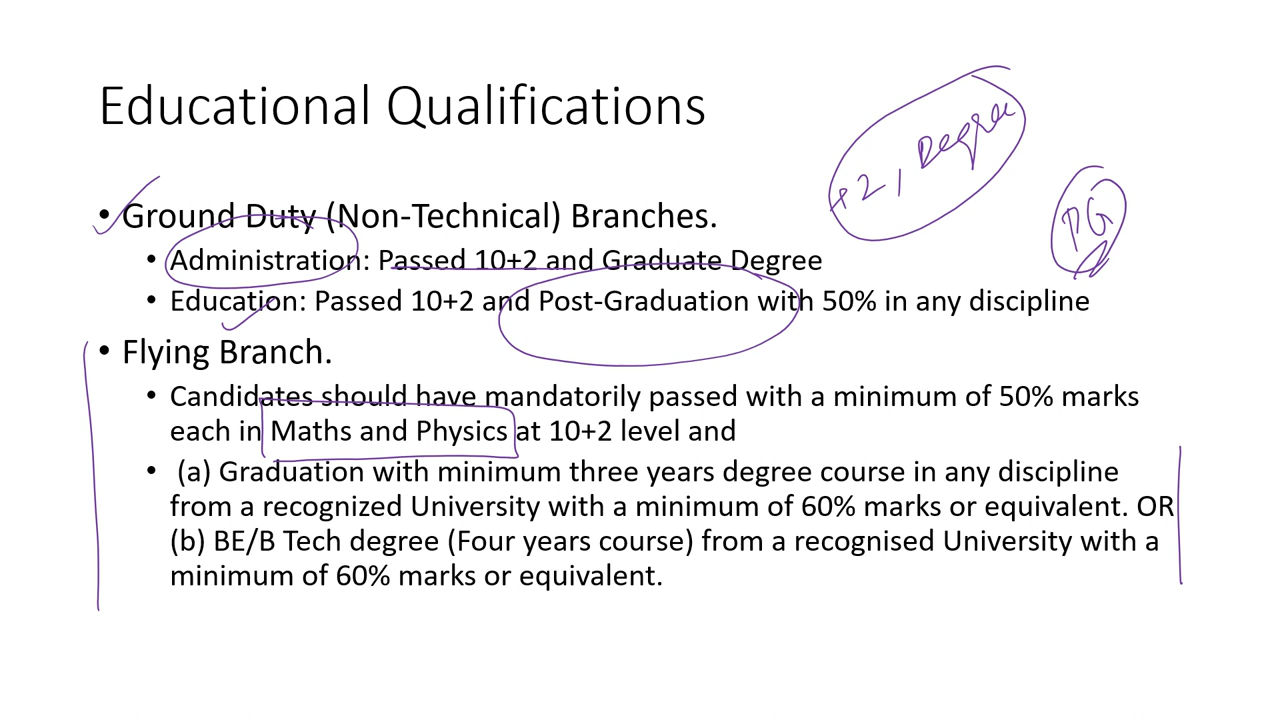 Educational Qualifications
+2, Degree
PG
• Ground Duty (Non-Technical) Branches.
• Administration: Passed 10+2 and Graduate Degree
• Education: Passed 10+2 and Post-Graduation with 50% in any discipline
• Flying Branch.
• Candidates should have mandatorily passed with a minimum of 50% marks
each in Maths and Physics at 10+2 level and
• (a) Graduation with minimum three years degree course in any discipline
from a recognized University with a minimum of 60% marks or equivalent. OR
(b) BE/B Tech degree (Four years course) from a recognised University with a
minimum of 60% marks or equivalent.